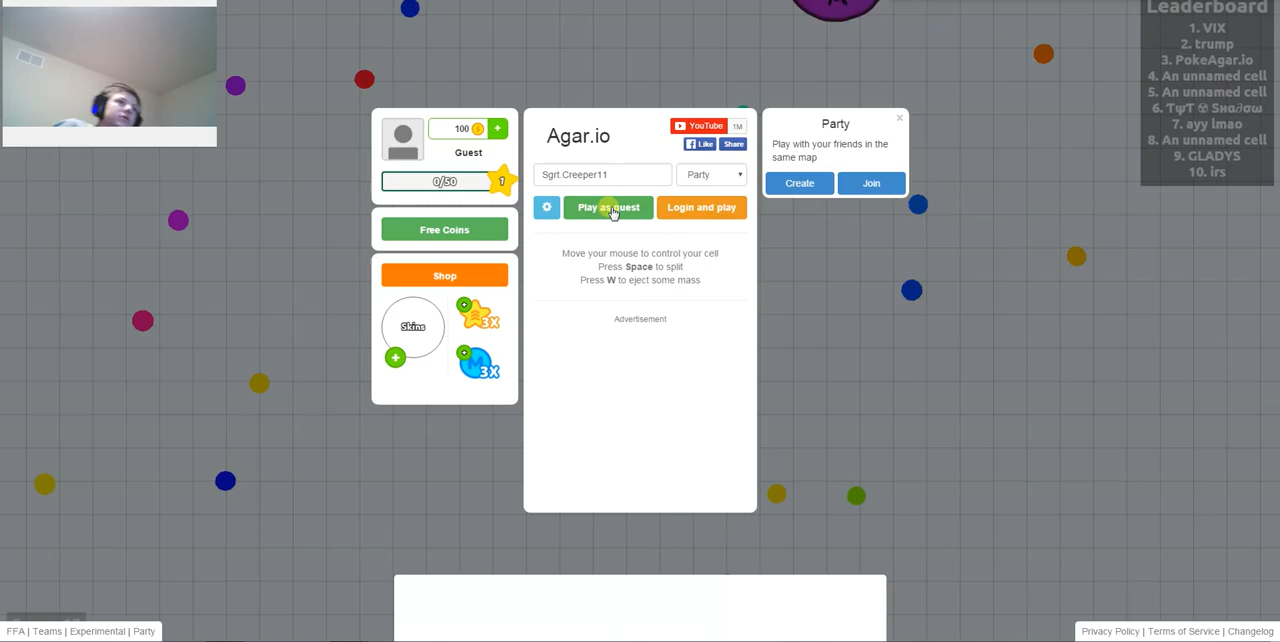 Leaderboard
1. VIX
2. trump
3. PokeAgar.io
4. An unnamed cell
5. An unnamed cell
6. ƬψƬ ☢ Sнα∂σω
7. ayy lmao
8. An unnamed cell
9. GLADYS
10. irs
100
+
Guest
0/50
1
Free Coins
Shop
Skins
3X
M
3X
Agar.io
YouTube 1M
Like Share
Sgrt.Creeper11
Party
Play as guest
Login and play
Move your mouse to control your cell
Press Space to split
Press W to eject some mass
Advertisement
Party
×
Play with your friends in the
same map
Create
Join
FFA | Teams | Experimental | Party
Privacy Policy | Terms of Service | Changelog